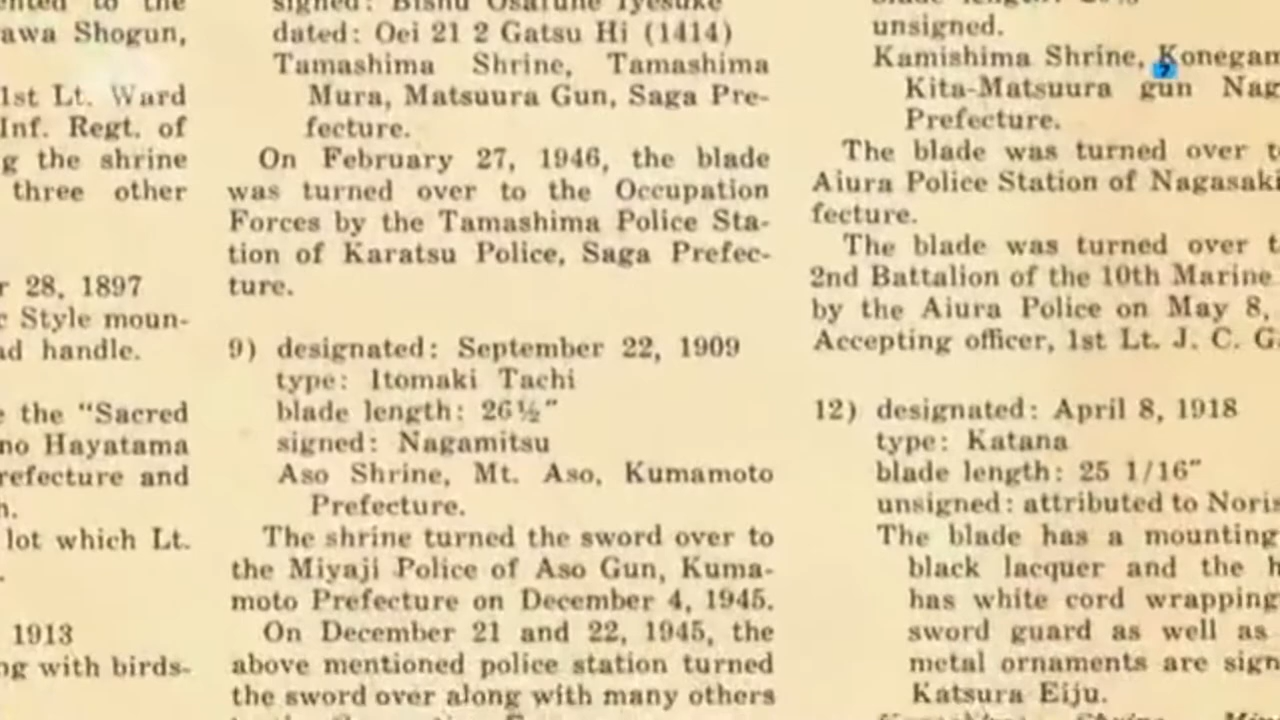 to the
awa Shogun,
1st Lt. Ward
Inf. Regt. of
the shrine
three other
28, 1897
Style moun-
handle.
the "Sacred
no Hayatama
and
lot which Lt.
1913
with birds-
signed: Bishu Osafune Iyesuke
dated: Oei 21 2 Gatsu Hi (1414)
Tamashima Shrine, Tamashima
Mura, Matsuura Gun, Saga Pre-
fecture.
On February 27, 1946, the blade
was turned over to the Occupation
Forces by the Tamashima Police Sta-
tion of Karatsu Police, Saga Prefec-
ture.
9) designated: September 22, 1909
type: Itomaki Tachi
blade length: 26½"
signed: Nagamitsu
Aso Shrine, Mt. Aso, Kumamoto
Prefecture.
The shrine turned the sword over to
the Miyaji Police of Aso Gun, Kuma-
moto Prefecture on December 4, 1945.
On December 21 and 22, 1945, the
above mentioned police station turned
the sword over along with many others
unsigned.
Kamishima Shrine, Konegam
Kita-Matsuura gun Nag
Prefecture.
The blade was turned over t
Aiura Police Station of Nagasaki
fecture.
The blade was turned over t
2nd Battalion of the 10th Marine
by the Aiura Police on May 8,
Accepting officer, 1st Lt. J. C. G
12) designated: April 8, 1918
type: Katana
blade length: 25 1/16"
unsigned: attributed to Noris
The blade has a mounting
black lacquer and the h
has white cord wrapping
sword guard as well as
metal ornaments are sign
Katsura Eiju.